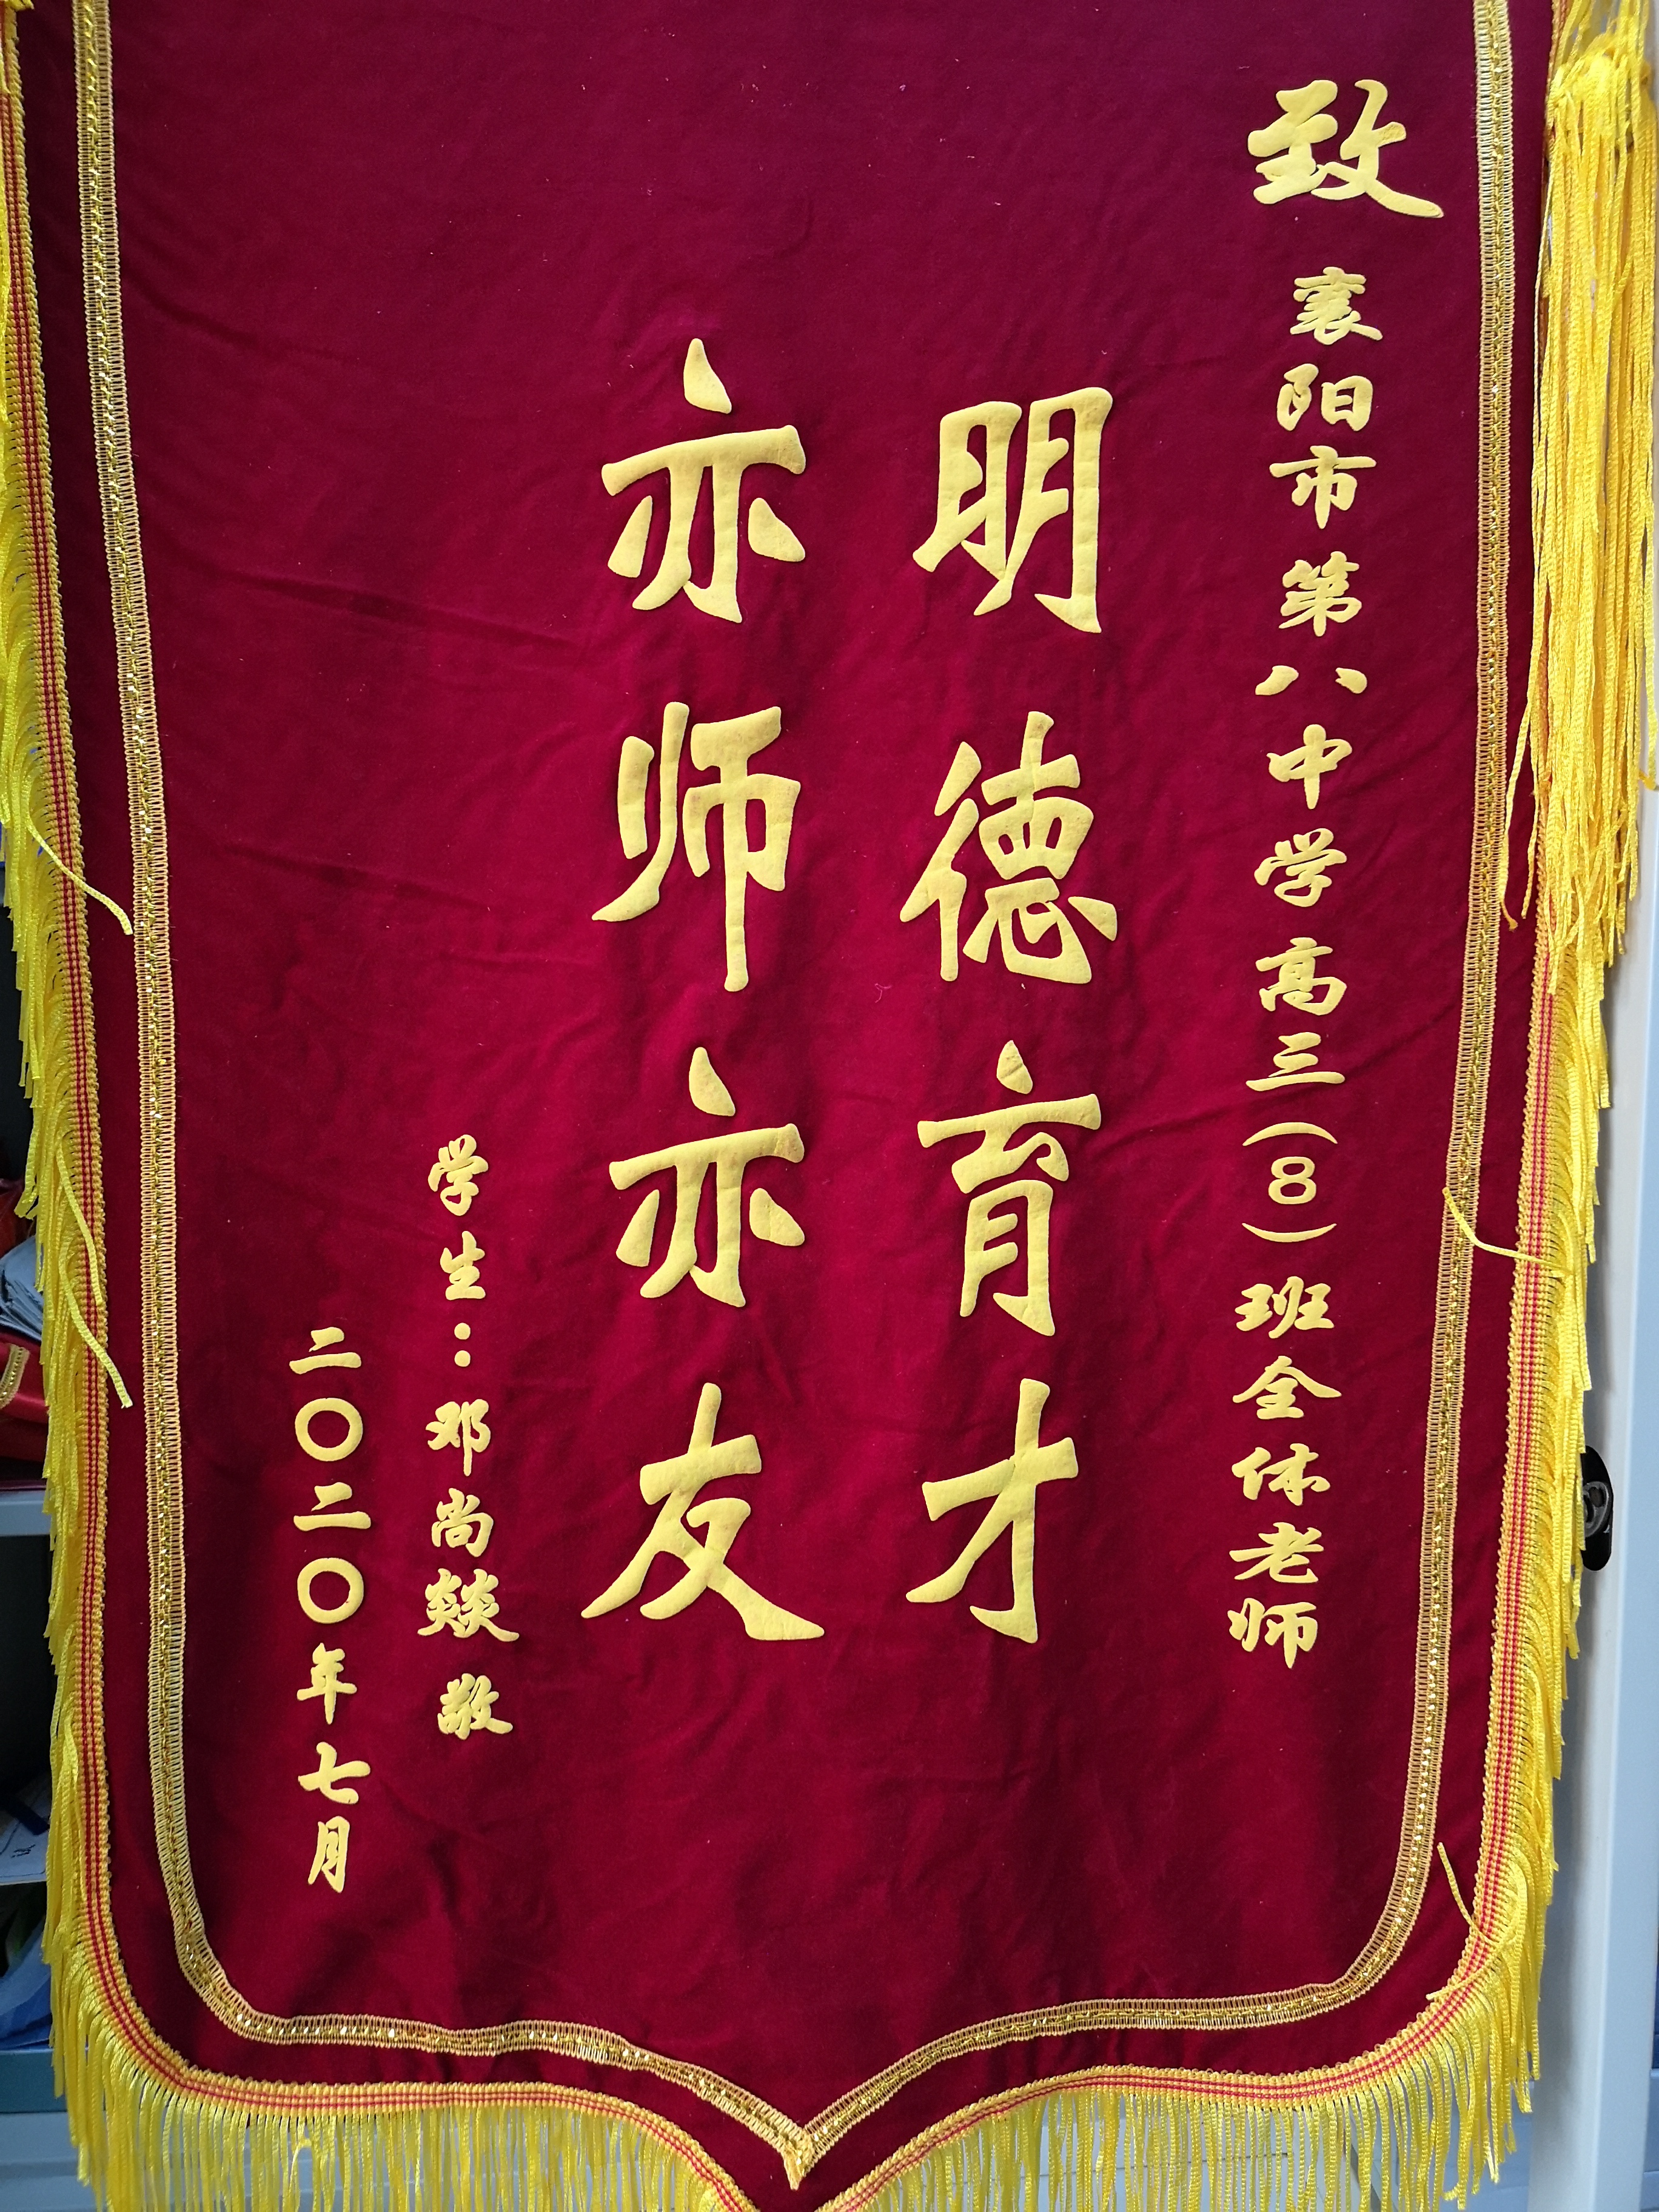 致 襄阳市第八中学高三(8)班全体老师
明德育才
亦师亦友
学生:邓尚燚 敬
二〇二〇年七月